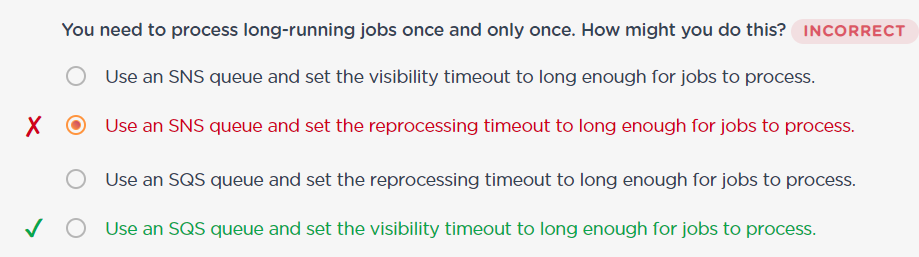 You need to process long-running jobs once and only once. How might you do this? INCORRECT
Use an SNS queue and set the visibility timeout to long enough for jobs to process.
✗ Use an SNS queue and set the reprocessing timeout to long enough for jobs to process.
Use an SQS queue and set the reprocessing timeout to long enough for jobs to process.
✓ Use an SQS queue and set the visibility timeout to long enough for jobs to process.